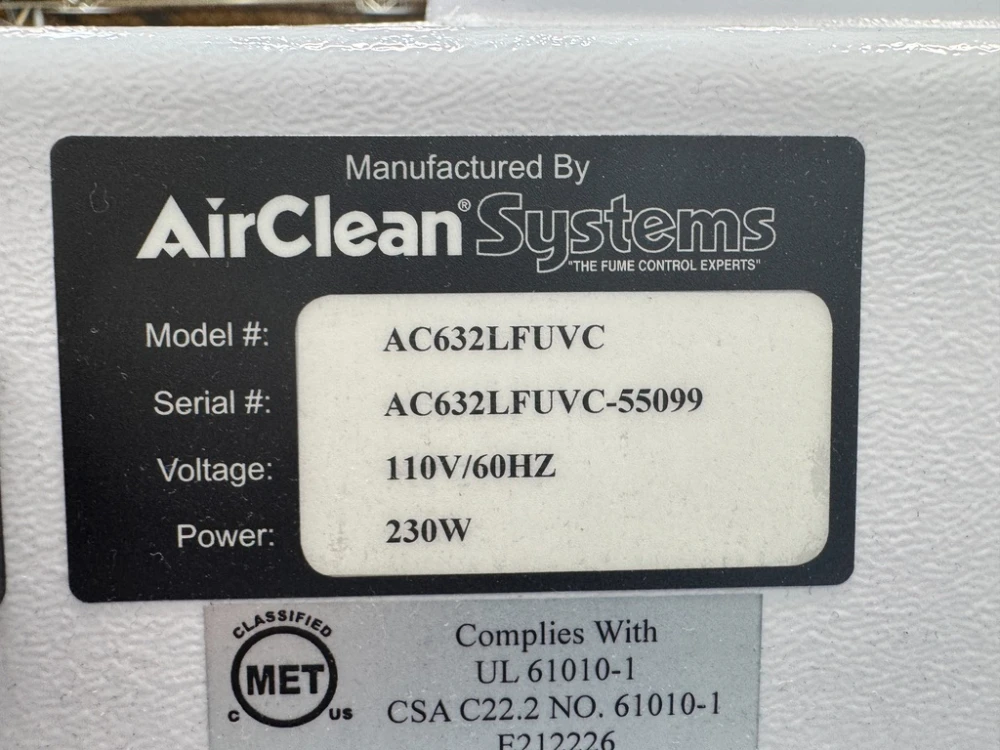 Manufactured By
AirClean® Systems
"THE FUME CONTROL EXPERTS"
Model #: AC632LFUVC
Serial #: AC632LFUVC-55099
Voltage: 110V/60HZ
Power: 230W
CLASSIFIED
MET
C US
Complies With
UL 61010-1
CSA C22.2 NO. 61010-1
E212226